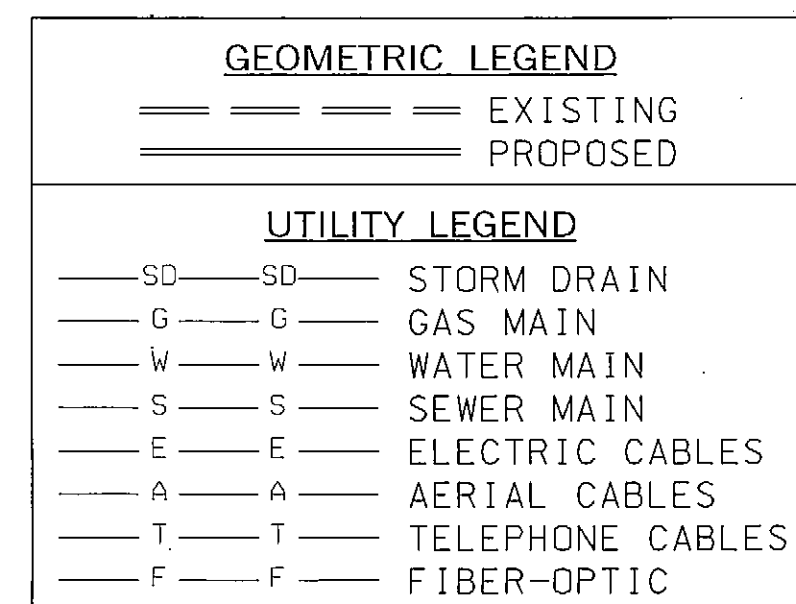 GEOMETRIC LEGEND
EXISTING
PROPOSED
UTILITY LEGEND
SD SD STORM DRAIN
G G GAS MAIN
W W WATER MAIN
S S SEWER MAIN
E E ELECTRIC CABLES
A A AERIAL CABLES
T T TELEPHONE CABLES
F F FIBER-OPTIC